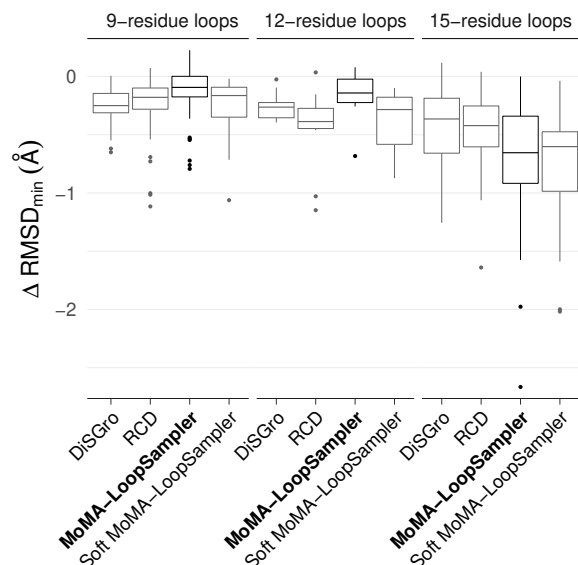 9−residue loops
12−residue loops
15−residue loops
Δ RMSDmin (Å)
0
−1
−2
DiSGro
RCD
MoMA−LoopSampler
Soft MoMA−LoopSampler
DiSGro
RCD
MoMA−LoopSampler
Soft MoMA−LoopSampler
DiSGro
RCD
MoMA−LoopSampler
Soft MoMA−LoopSampler